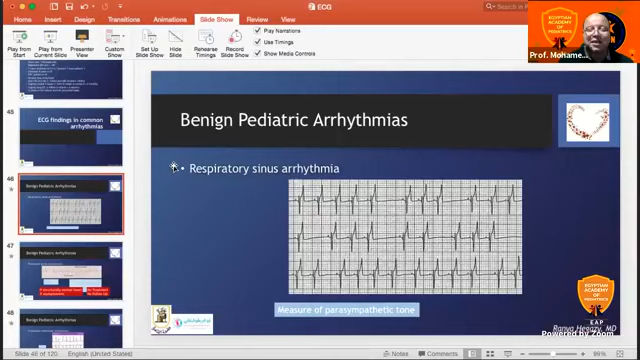 ECG
Home
Insert
Design
Transitions
Animations
Slide Show
Review
View
Play from Start
Play from Current Slide
Presenter View
Custom Show
Set Up Slide Show
Hide Slide
Rehearse Timings
Record Slide Show
Play Narrations
Use Timings
Show Media Controls
EGYPTIAN ACADEMY OF PEDIATRICS
Prof. Mohame...
45
ECG findings in common arrhythmias
46
Benign Pediatric Arrhythmias
47
48
Benign Pediatric Arrhythmias
• Respiratory sinus arrhythmia
Measure of parasympathetic tone
EGYPTIAN
ACADEMY OF
PEDIATRICS
EAP
Ranya Hegazy, MD
Powered by Zoom
Slide 46 of 120
English (United States)
Notes
Comments
99%